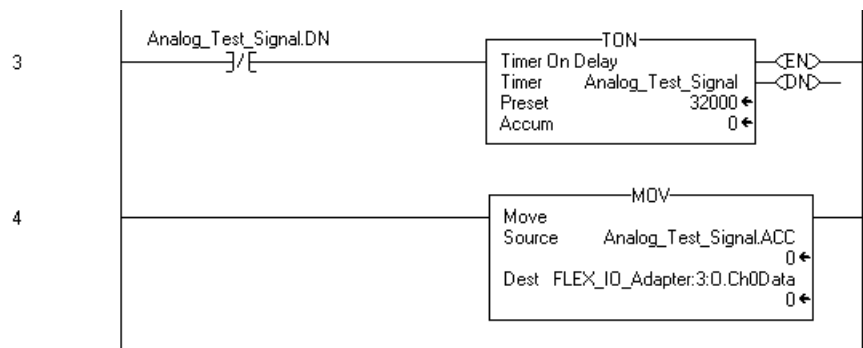 Analog_Test_Signal.DN
3
TON
Timer On Delay
Timer Analog_Test_Signal
Preset 32000
Accum 0
EN
DN
4
MOV
Move
Source Analog_Test_Signal.ACC
0
Dest FLEX_IO_Adapter:3:O.Ch0Data
0